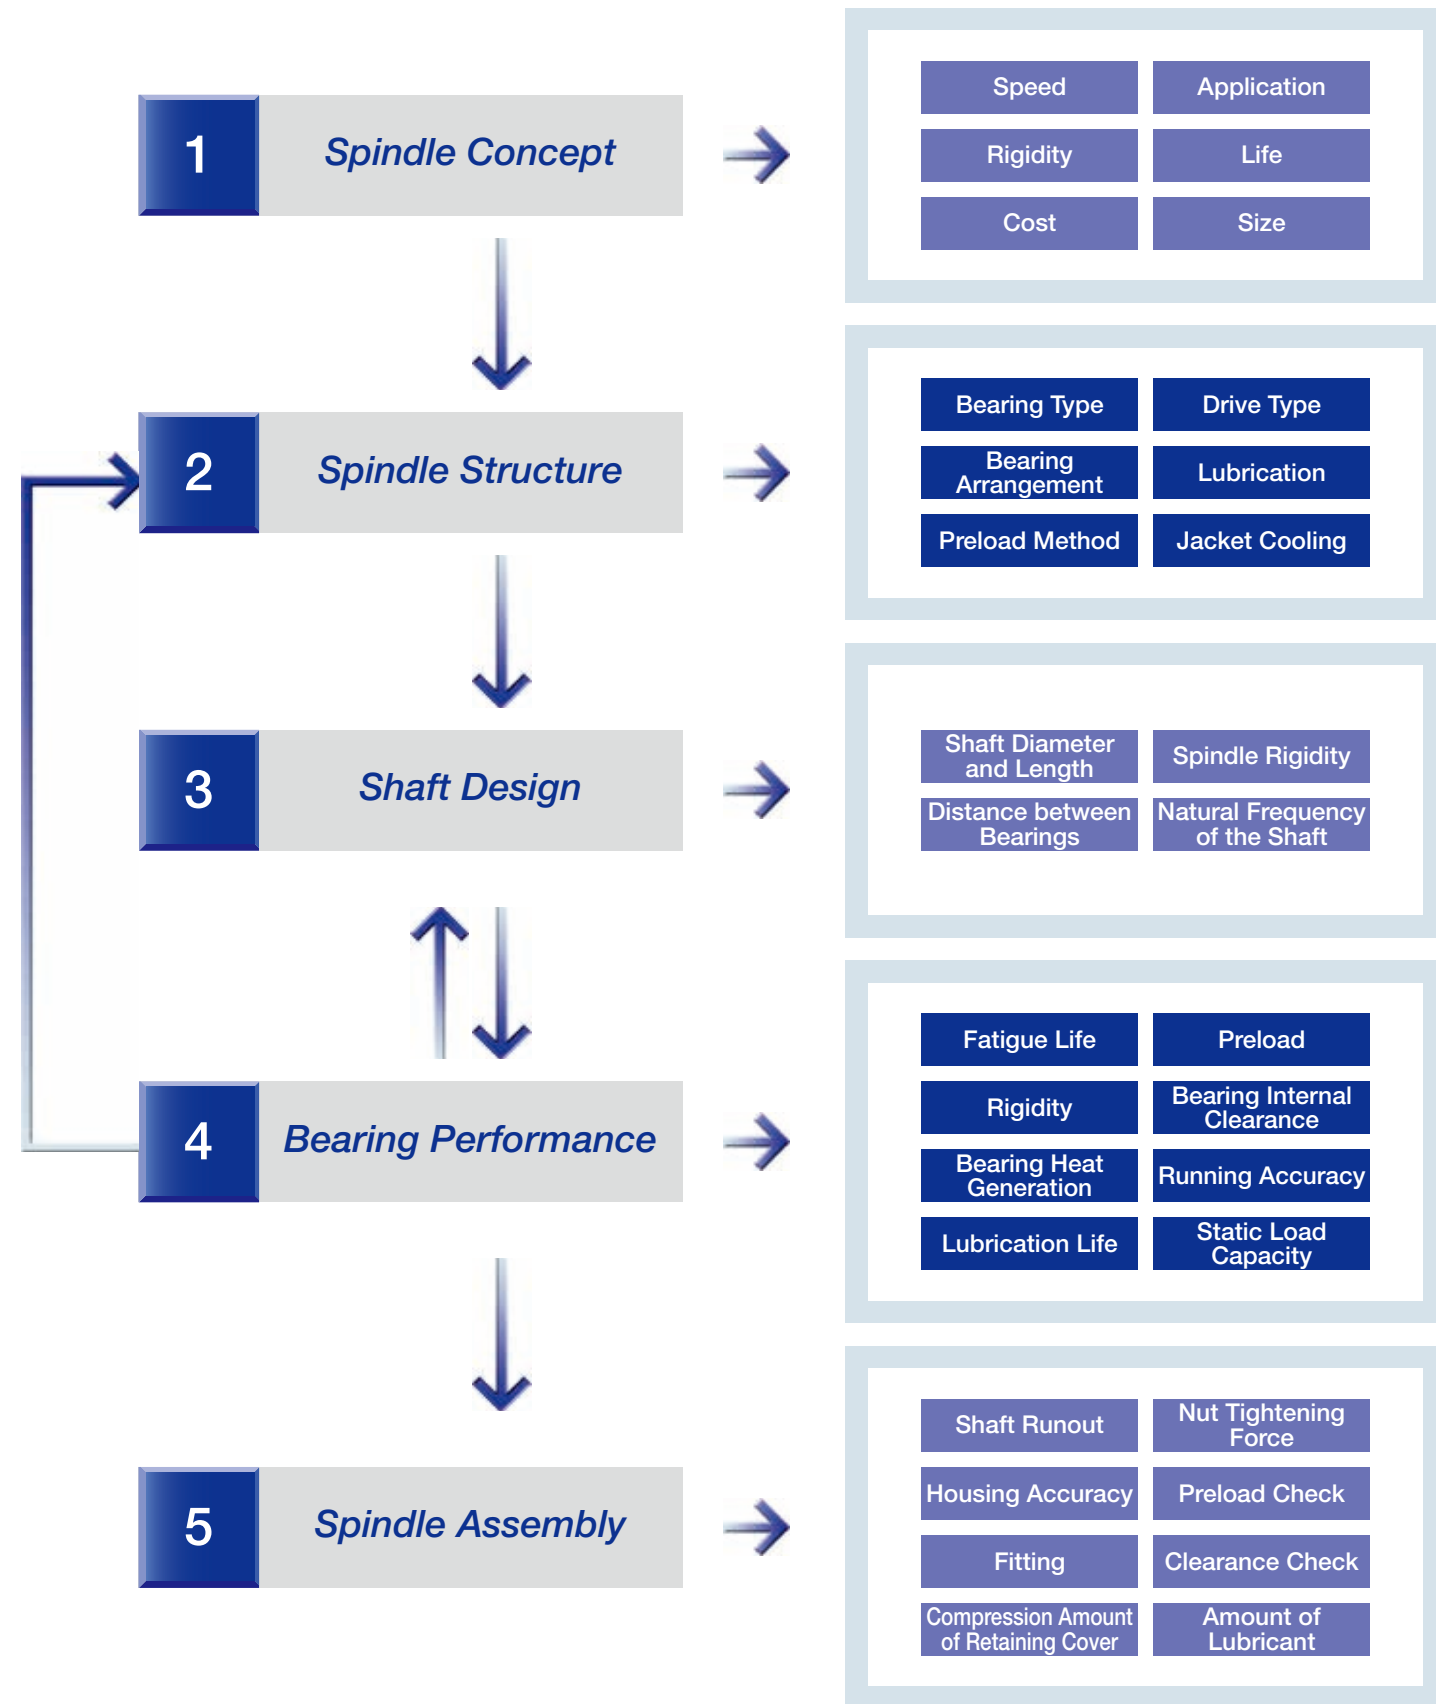 1
Spindle Concept
Speed
Application
Rigidity
Life
Cost
Size
2
Spindle Structure
Bearing Type
Drive Type
Bearing
Arrangement
Lubrication
Preload Method
Jacket Cooling
3
Shaft Design
Shaft Diameter
and Length
Spindle Rigidity
Distance between
Bearings
Natural Frequency
of the Shaft
4
Bearing Performance
Fatigue Life
Preload
Rigidity
Bearing Internal
Clearance
Bearing Heat
Generation
Running Accuracy
Lubrication Life
Static Load
Capacity
5
Spindle Assembly
Shaft Runout
Nut Tightening
Force
Housing Accuracy
Preload Check
Fitting
Clearance Check
Compression Amount
of Retaining Cover
Amount of
Lubricant